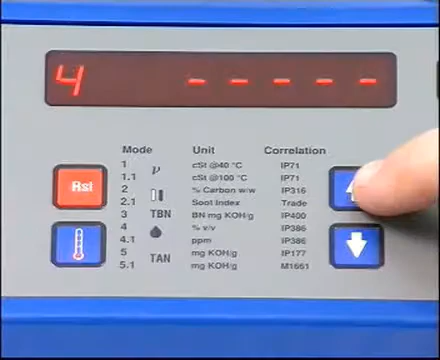 4 - - - - -
Mode Unit Correlation
1 ν cSt @40 °C IP71
1.1 cSt @100 °C IP71
2 % Carbon w/w IP316
2.1 Soot Index Trade
3 TBN BN mg KOH/g IP400
4 % v/v IP386
4.1 ppm IP386
5 TAN mg KOH/g IP177
5.1 mg KOH/g M1661
Rst